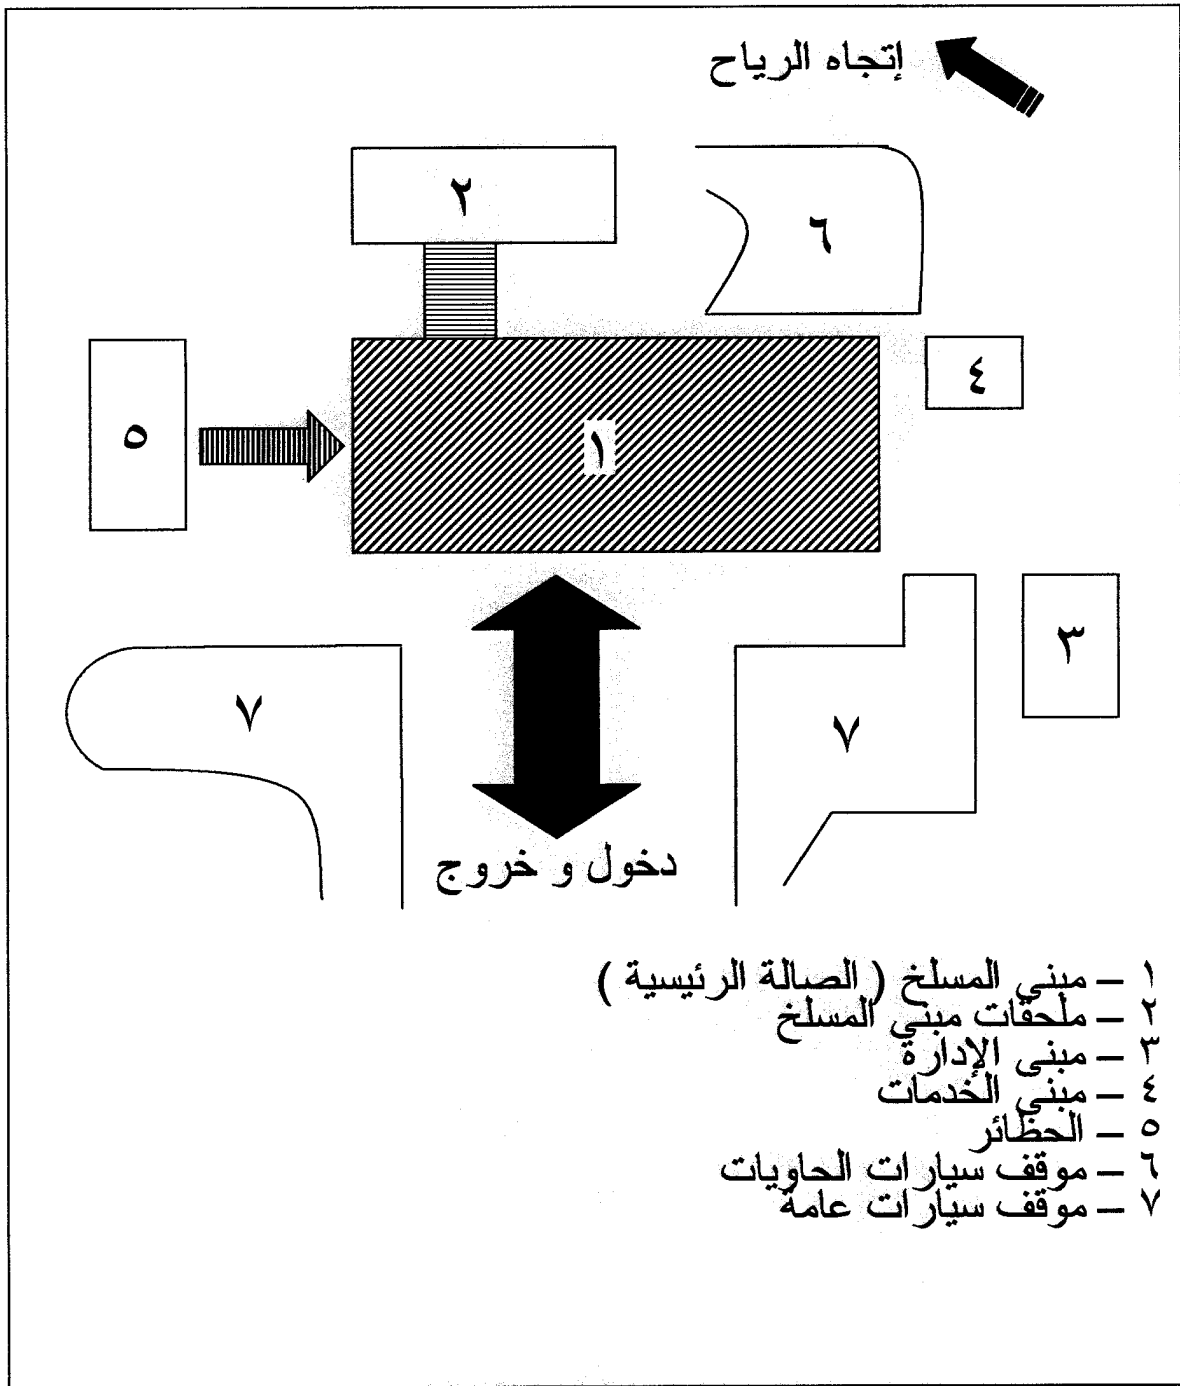 إتجاه الرياح
٢
٦
٤
٥
١
٣
٧
٧
دخول و خروج
١ – مبني المسلخ ( الصالة الرئيسية )
٢ – ملحقات مبني المسلخ
٣ – مبنى الإدارة
٤ – مبني الخدمات
٥ – الحظائر
٦ – موقف سيارات الحاويات
٧ – موقف سيارات عامة